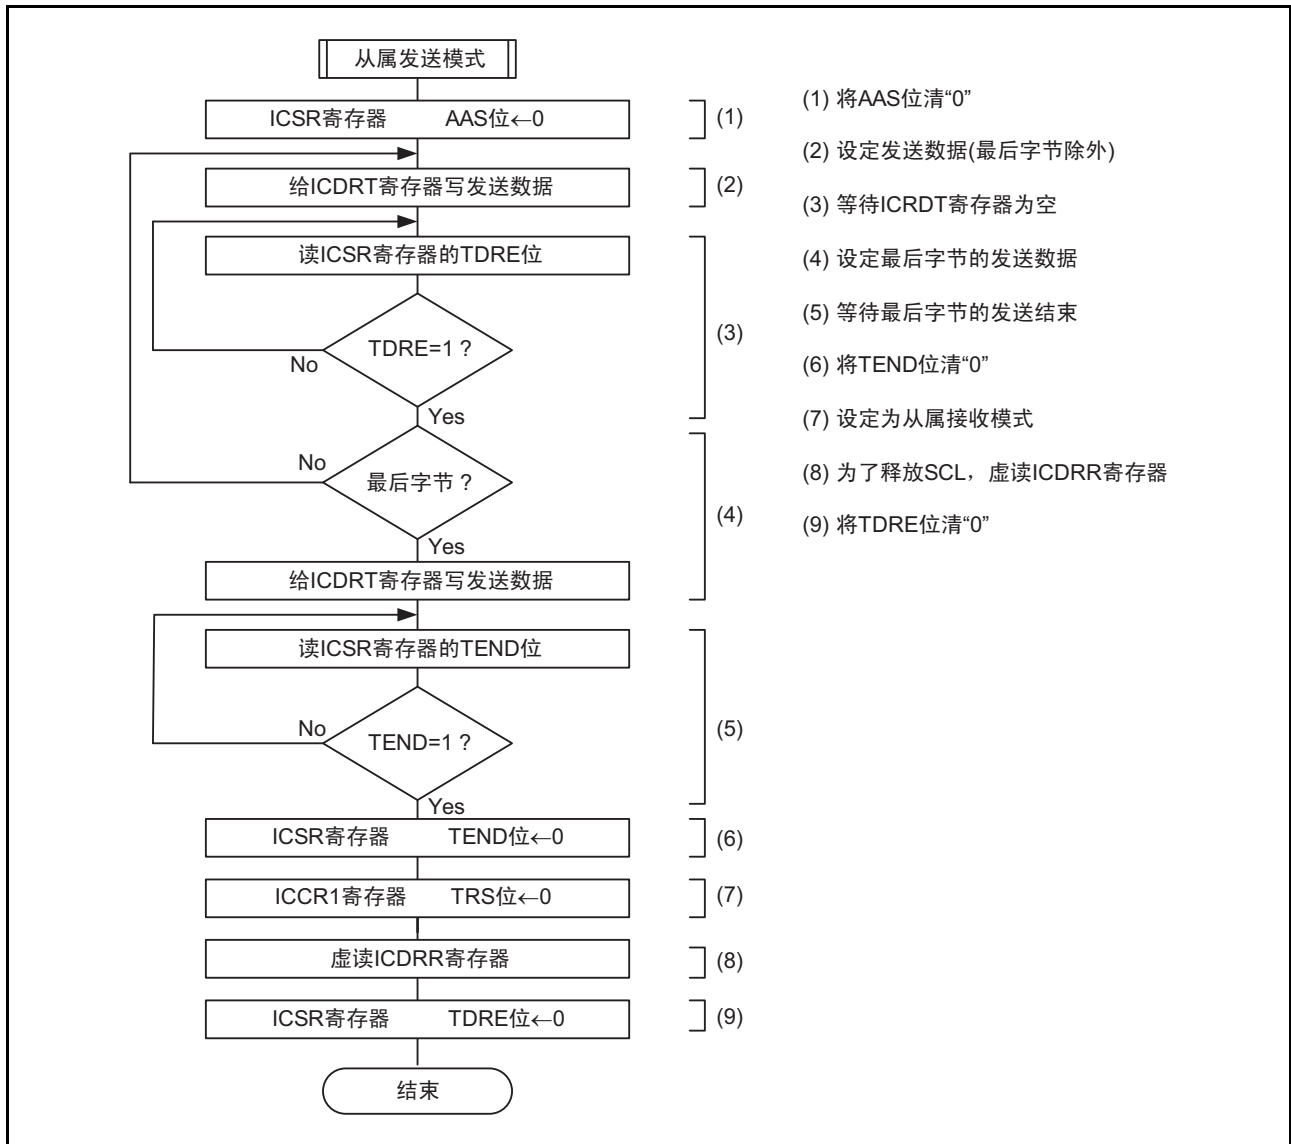 从属发送模式
ICSR寄存器 AAS位←0
(1)
(1) 将AAS位清“0”
给ICDRT寄存器写发送数据
(2)
(2) 设定发送数据(最后字节除外)
读ICSR寄存器的TDRE位
TDRE=1 ?
No
Yes
(3)
(3) 等待ICRDT寄存器为空
最后字节 ?
No
Yes
给ICDRT寄存器写发送数据
(4)
(4) 设定最后字节的发送数据
读ICSR寄存器的TEND位
TEND=1 ?
No
Yes
(5)
(5) 等待最后字节的发送结束
ICSR寄存器 TEND位←0
(6)
(6) 将TEND位清“0”
ICCR1寄存器 TRS位←0
(7)
(7) 设定为从属接收模式
虚读ICDRR寄存器
(8)
(8) 为了释放SCL，虚读ICDRR寄存器
ICSR寄存器 TDRE位←0
(9)
(9) 将TDRE位清“0”
结束